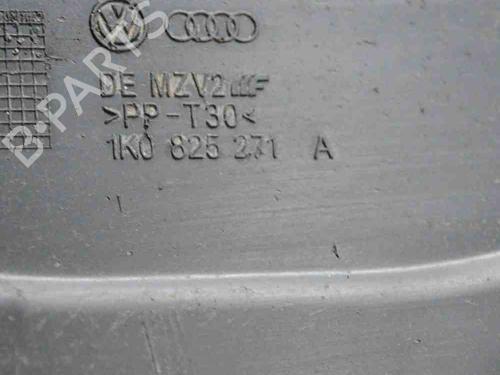 DE MZV2
>PP-T30<
1K0 825 271 A
B-PARTS